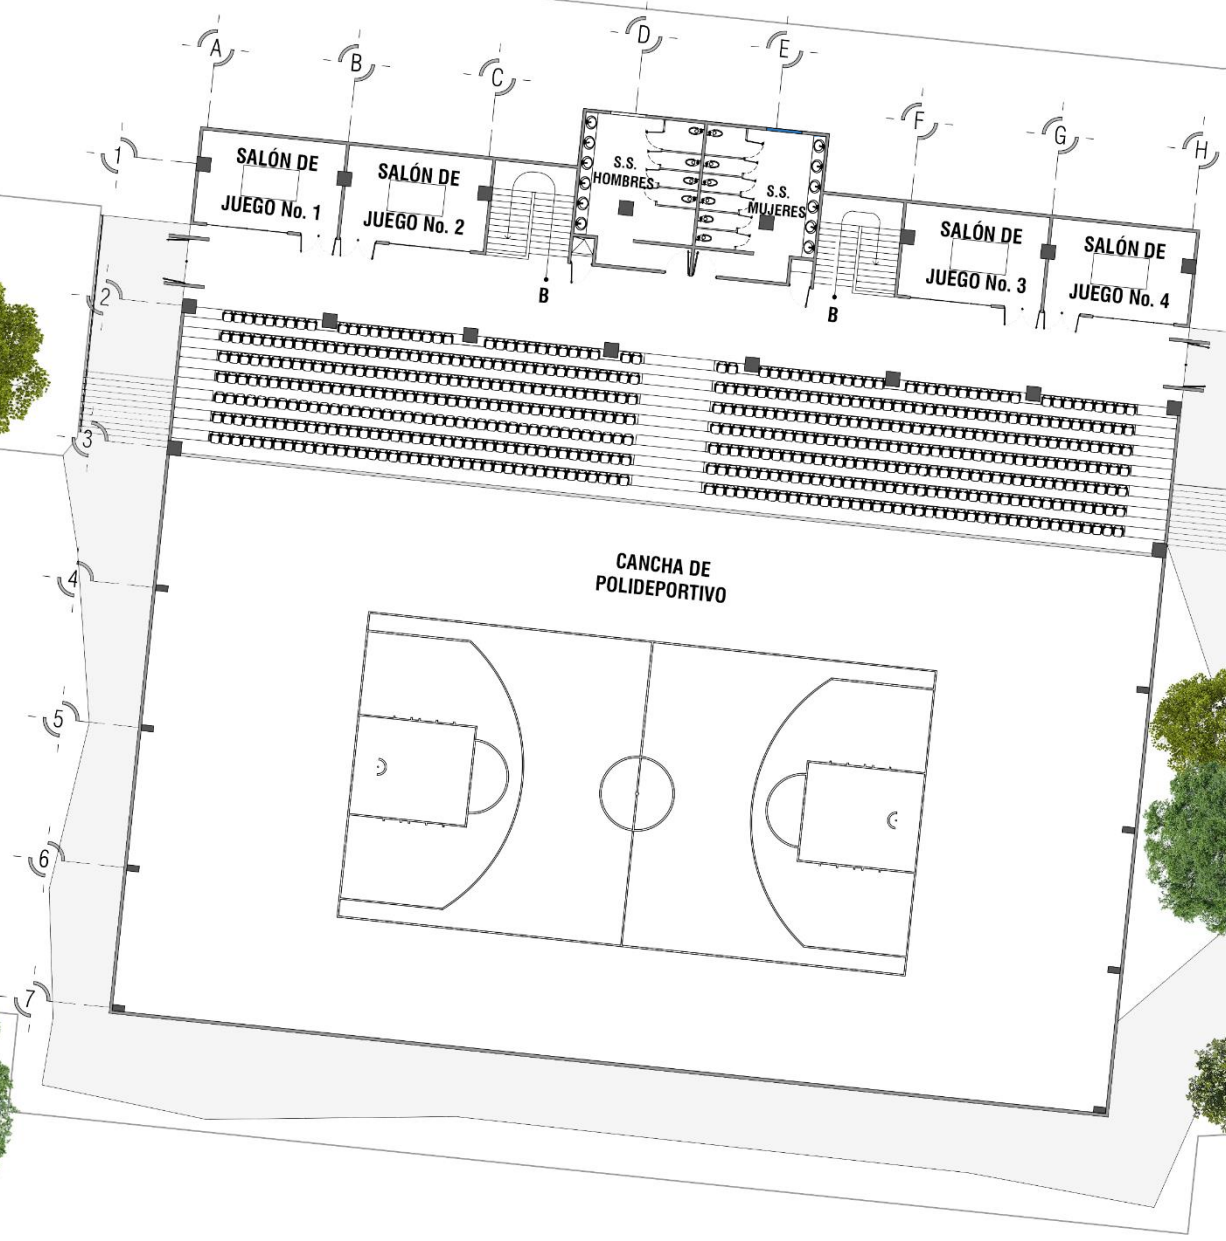 A
B
C
D
E
F
G
H
1
2
3
4
5
6
7
SALÓN DE
JUEGO No. 1
SALÓN DE
JUEGO No. 2
S.S.
HOMBRES
S.S.
MUJERES
SALÓN DE
JUEGO No. 3
SALÓN DE
JUEGO No. 4
B
B
CANCHA DE
POLIDEPORTIVO